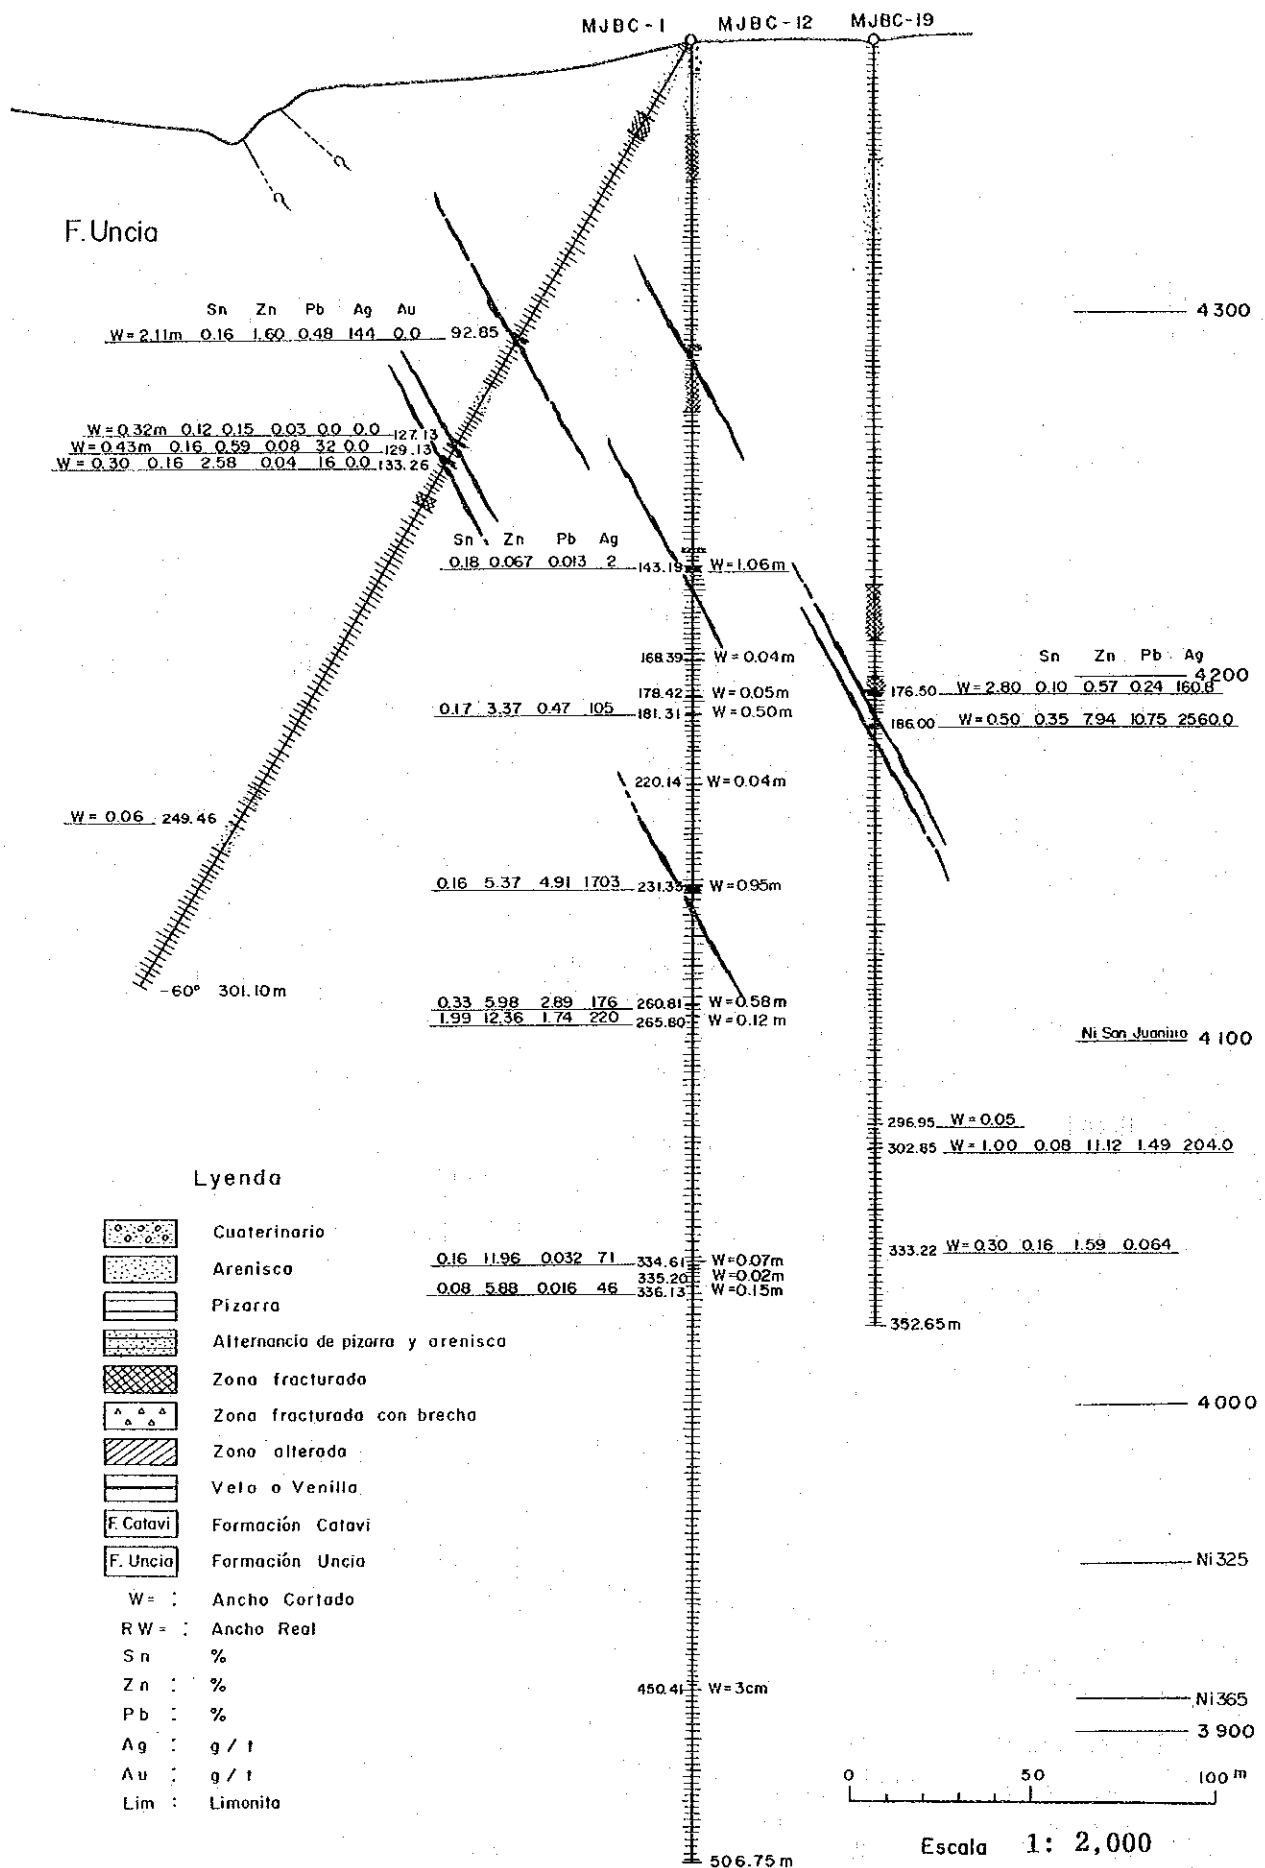 MJBC-1 MJBC-12 MJBC-19
F. Uncia
4300
Sn Zn Pb Ag Au
W=2.11m 0.16 1.60 0.48 144 0.0 92.85
W=0.32m 0.12 0.15 0.03 0.0 0.0 127.13
W=0.43m 0.16 0.59 0.08 32 0.0 129.13
W=0.30 0.16 2.58 0.04 16 0.0 133.26
Sn Zn Pb Ag
0.18 0.067 0.013 2 143.19 W=1.06m
168.39 W=0.04m
Sn Zn Pb Ag
4200
178.42 W=0.05m
176.50 W=2.80 0.10 0.57 0.24 160.8
0.17 3.37 0.47 105 181.31 W=0.50m
186.00 W=0.50 0.35 7.94 10.75 2560.0
220.14 W=0.04m
W=0.06 249.46
0.16 5.37 4.91 1703 231.35 W=0.95m
-60° 301.10m
0.33 5.98 2.89 176 260.81 W=0.58m
1.99 12.36 1.74 220 265.80 W=0.12 m
Ni San Juanillo 4100
296.95 W=0.05
302.85 W=1.00 0.08 11.12 1.49 204.0
333.22 W=0.30 0.16 1.59 0.064
0.16 11.96 0.032 71 334.61 W=0.07m
335.20 W=0.02m
0.08 5.88 0.016 46 336.13 W=0.15m
352.65m
4000
Ni325
450.41 W=3cm
Ni365
3900
506.75m
Lyenda
Cuaterinario
Arenisca
Pizarra
Alternancia de pizarra y arenisca
Zona fracturada
Zona fracturada con brecha
Zona alterada
Veta o Venilla
F. Catavi Formación Catavi
F. Uncia Formación Uncia
W= : Ancho Cortado
RW= : Ancho Real
Sn %
Zn : %
Pb : %
Ag : g/t
Au : g/t
Lim : Limonita
0 50 100 m
Escala 1: 2,000